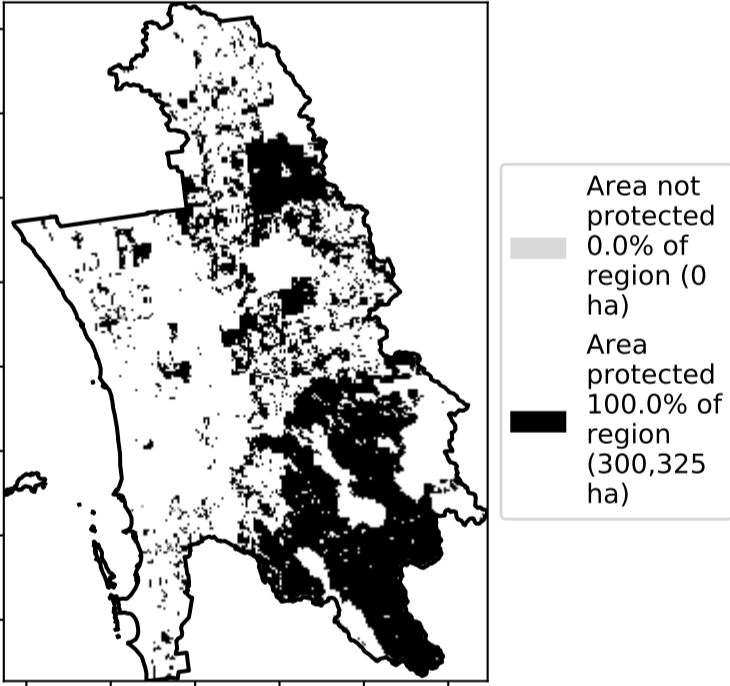 Area not
protected
0.0% of
region (0
ha)
Area
protected
100.0% of
region
(300,325
ha)